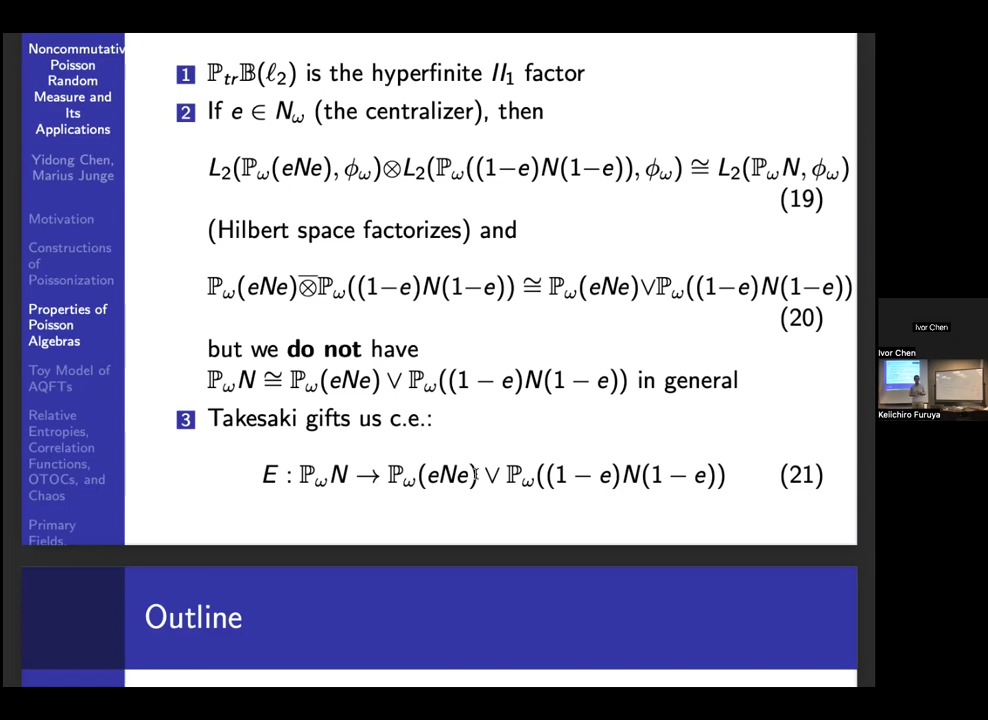 Noncommutativ
Poisson
Random
Measure and
Its
Applications
Yidong Chen,
Marius Junge
Motivation
Constructions
of
Poissonization
Properties of
Poisson
Algebras
Toy Model of
AQFTs
Relative
Entropies,
Correlation
Functions,
OTOCs, and
Chaos
Primary
Fields,
1 ℙ_{tr}𝔹(ℓ_2) is the hyperfinite II_1 factor
2 If e ∈ N_ω (the centralizer), then
L_2(ℙ_ω(eNe), ϕ_ω)⊗L_2(ℙ_ω((1−e)N(1−e)), ϕ_ω) ≅ L_2(ℙ_ωN, ϕ_ω)
(19)
(Hilbert space factorizes) and
ℙ_ω(eNe)⊗̅ℙ_ω((1−e)N(1−e)) ≅ ℙ_ω(eNe)∨ℙ_ω((1−e)N(1−e))
(20)
but we do not have
ℙ_ωN ≅ ℙ_ω(eNe) ∨ ℙ_ω((1 − e)N(1 − e)) in general
3 Takesaki gifts us c.e.:
E : ℙ_ωN → ℙ_ω(eNe) ∨ ℙ_ω((1 − e)N(1 − e)) (21)
Outline
Ivor Chen
Ivor Chen
Keiichiro Furuya